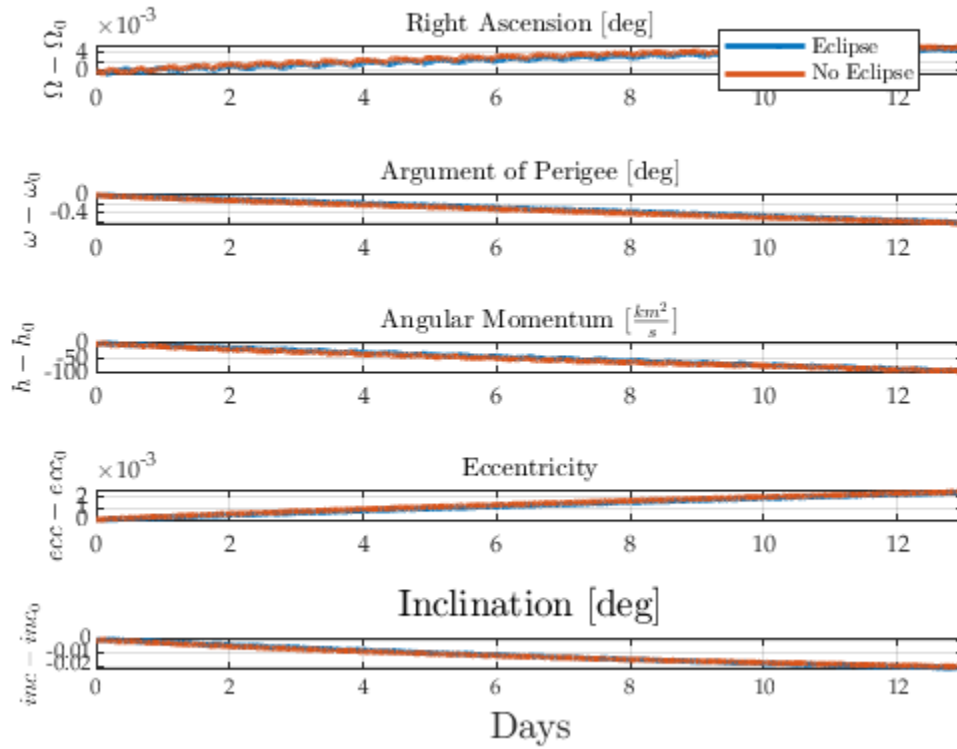 ×10⁻³
Right Ascension [deg]
Ω − Ω₀
4
0
Eclipse
No Eclipse
0 2 4 6 8 10 12
Argument of Perigee [deg]
ω − ω₀
0
-0.4
0 2 4 6 8 10 12
Angular Momentum [km²/s]
h − h₀
0
-50
-100
0 2 4 6 8 10 12
×10⁻³
Eccentricity
ecc − ecc₀
2
1
0
0 2 4 6 8 10 12
Inclination [deg]
inc − inc₀
0
-0.01
-0.02
0 2 4 6 8 10 12
Days